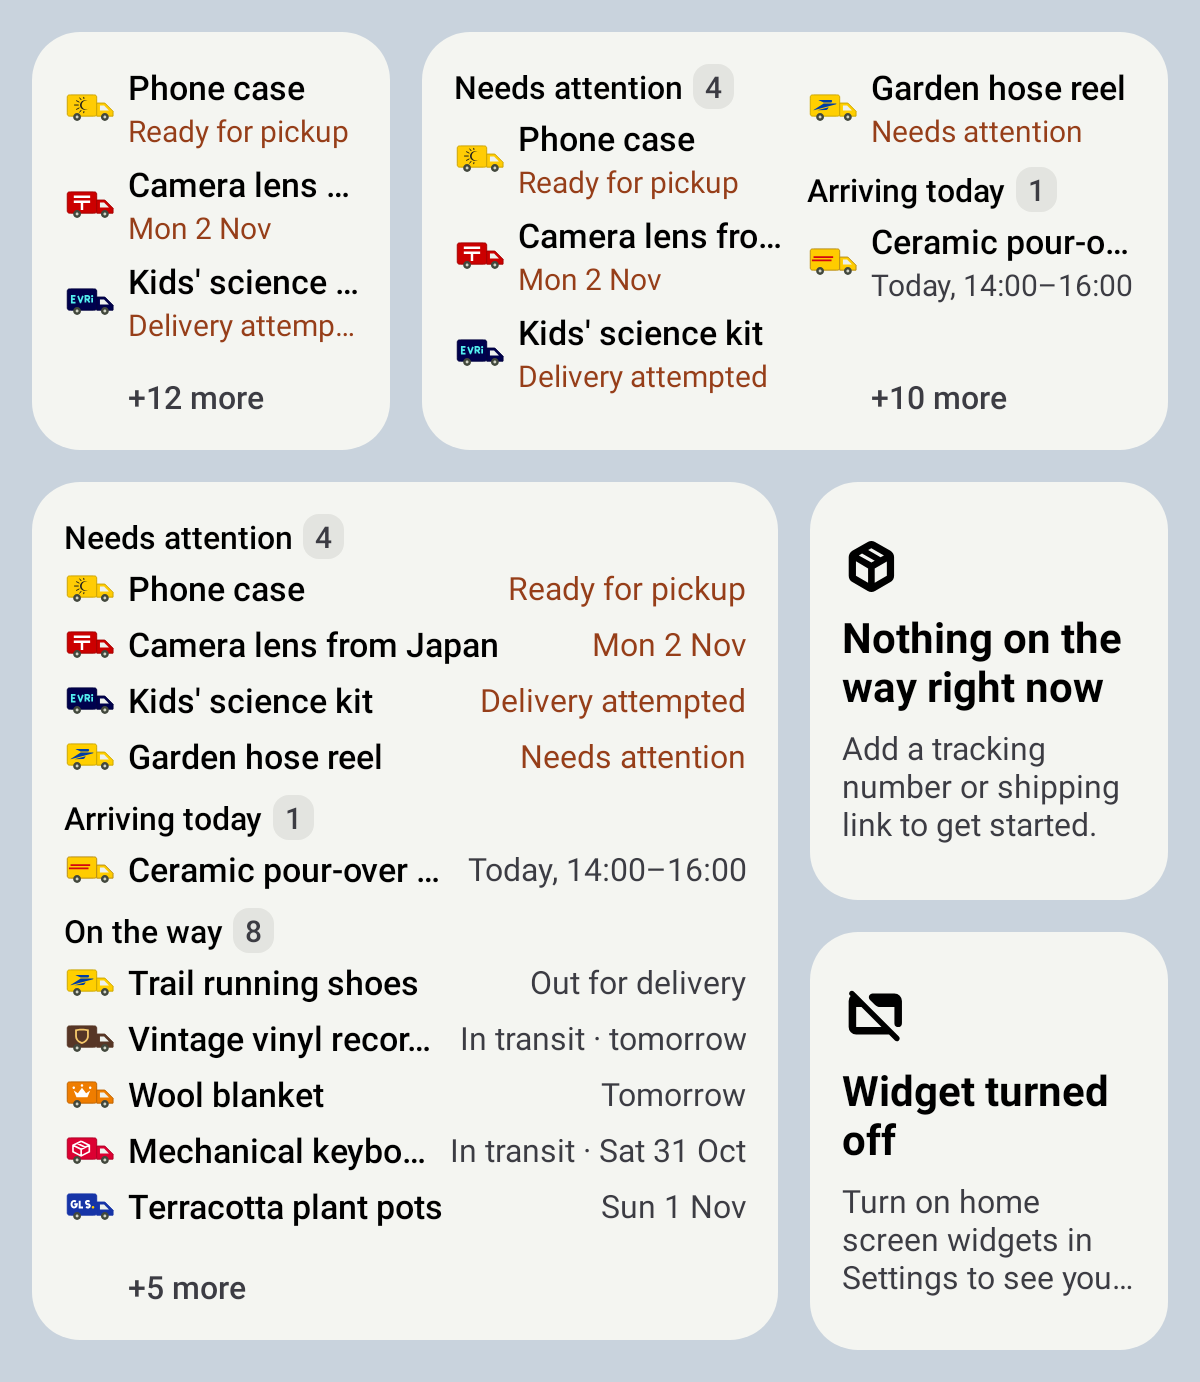 Phone case
Ready for pickup
Camera lens ...
Mon 2 Nov
EVRi
Kids' science ...
Delivery attemp...
+12 more
Needs attention 4
Phone case
Ready for pickup
Camera lens fro...
Mon 2 Nov
EVRi
Kids' science kit
Delivery attempted
Garden hose reel
Needs attention
Arriving today 1
Ceramic pour-o...
Today, 14:00–16:00
+10 more
Needs attention 4
Phone case Ready for pickup
Camera lens from Japan Mon 2 Nov
EVRi Kids' science kit Delivery attempted
Garden hose reel Needs attention
Arriving today 1
Ceramic pour-over ... Today, 14:00–16:00
On the way 8
Trail running shoes Out for delivery
Vintage vinyl recor... In transit · tomorrow
Wool blanket Tomorrow
Mechanical keybo... In transit · Sat 31 Oct
GLS. Terracotta plant pots Sun 1 Nov
+5 more
Nothing on the
way right now
Add a tracking
number or shipping
link to get started.
Widget turned
off
Turn on home
screen widgets in
Settings to see you...